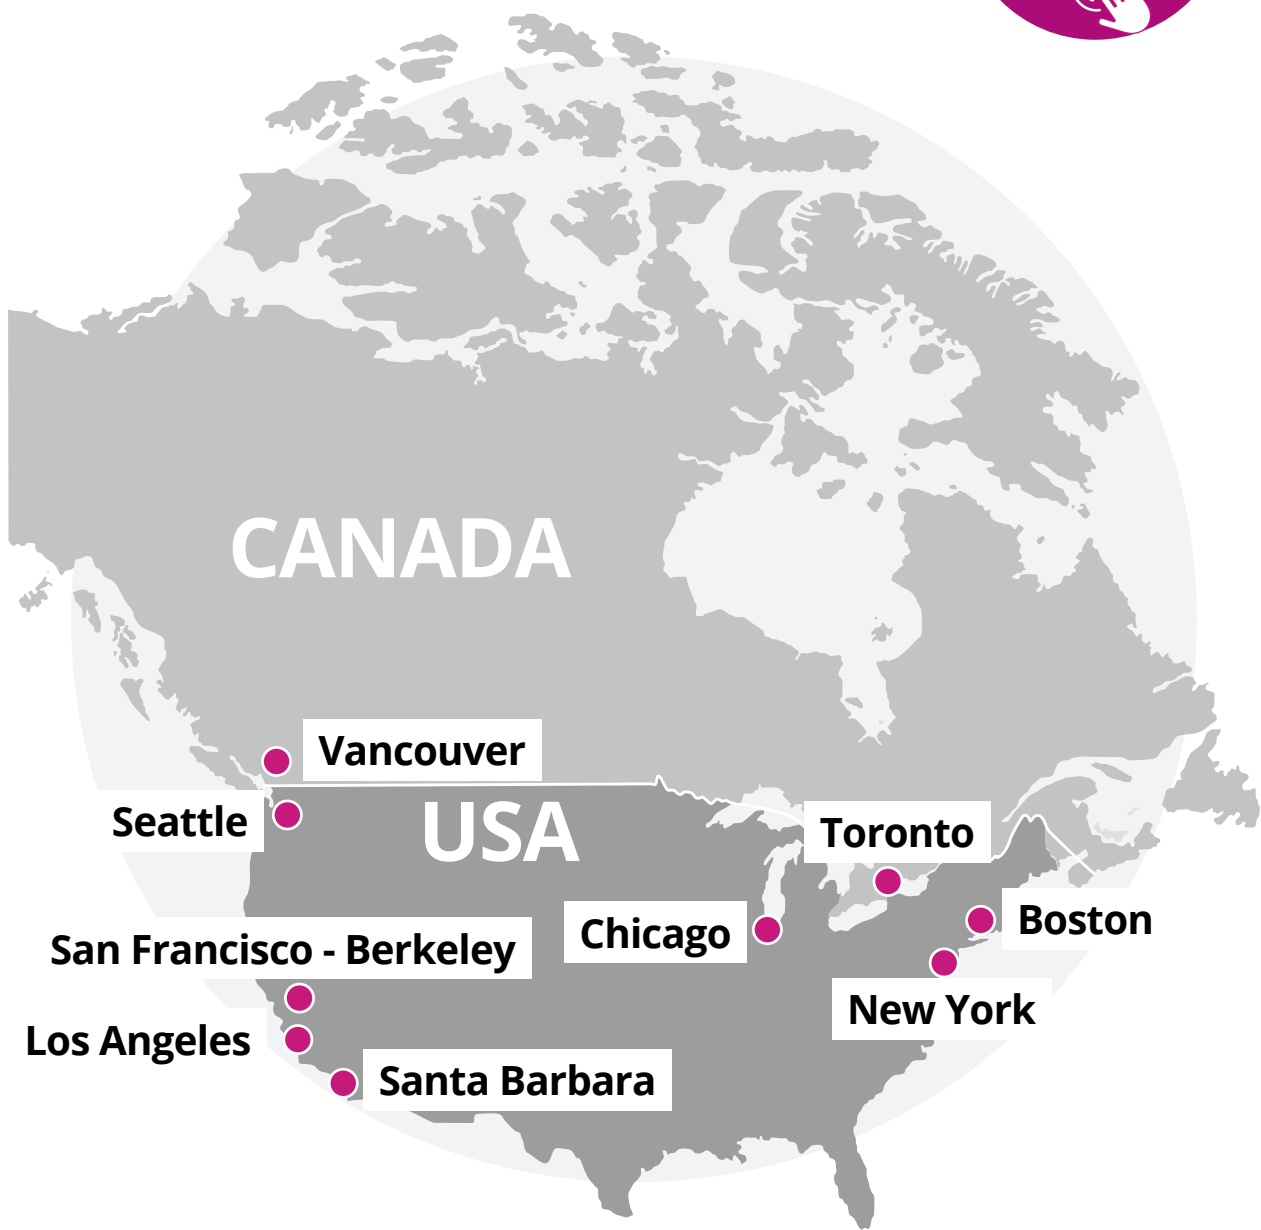 CANADA
Vancouver
USA
Seattle
Toronto
Boston
Chicago
San Francisco - Berkeley
New York
Los Angeles
Santa Barbara